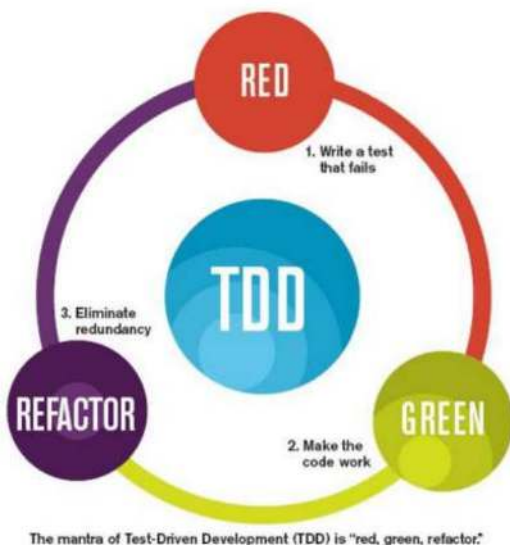 RED
1. Write a test
that fails
TDD
3. Eliminate
redundancy
REFACTOR
GREEN
2. Make the
code work
The mantra of Test-Driven Development (TDD) is “red, green, refactor.”